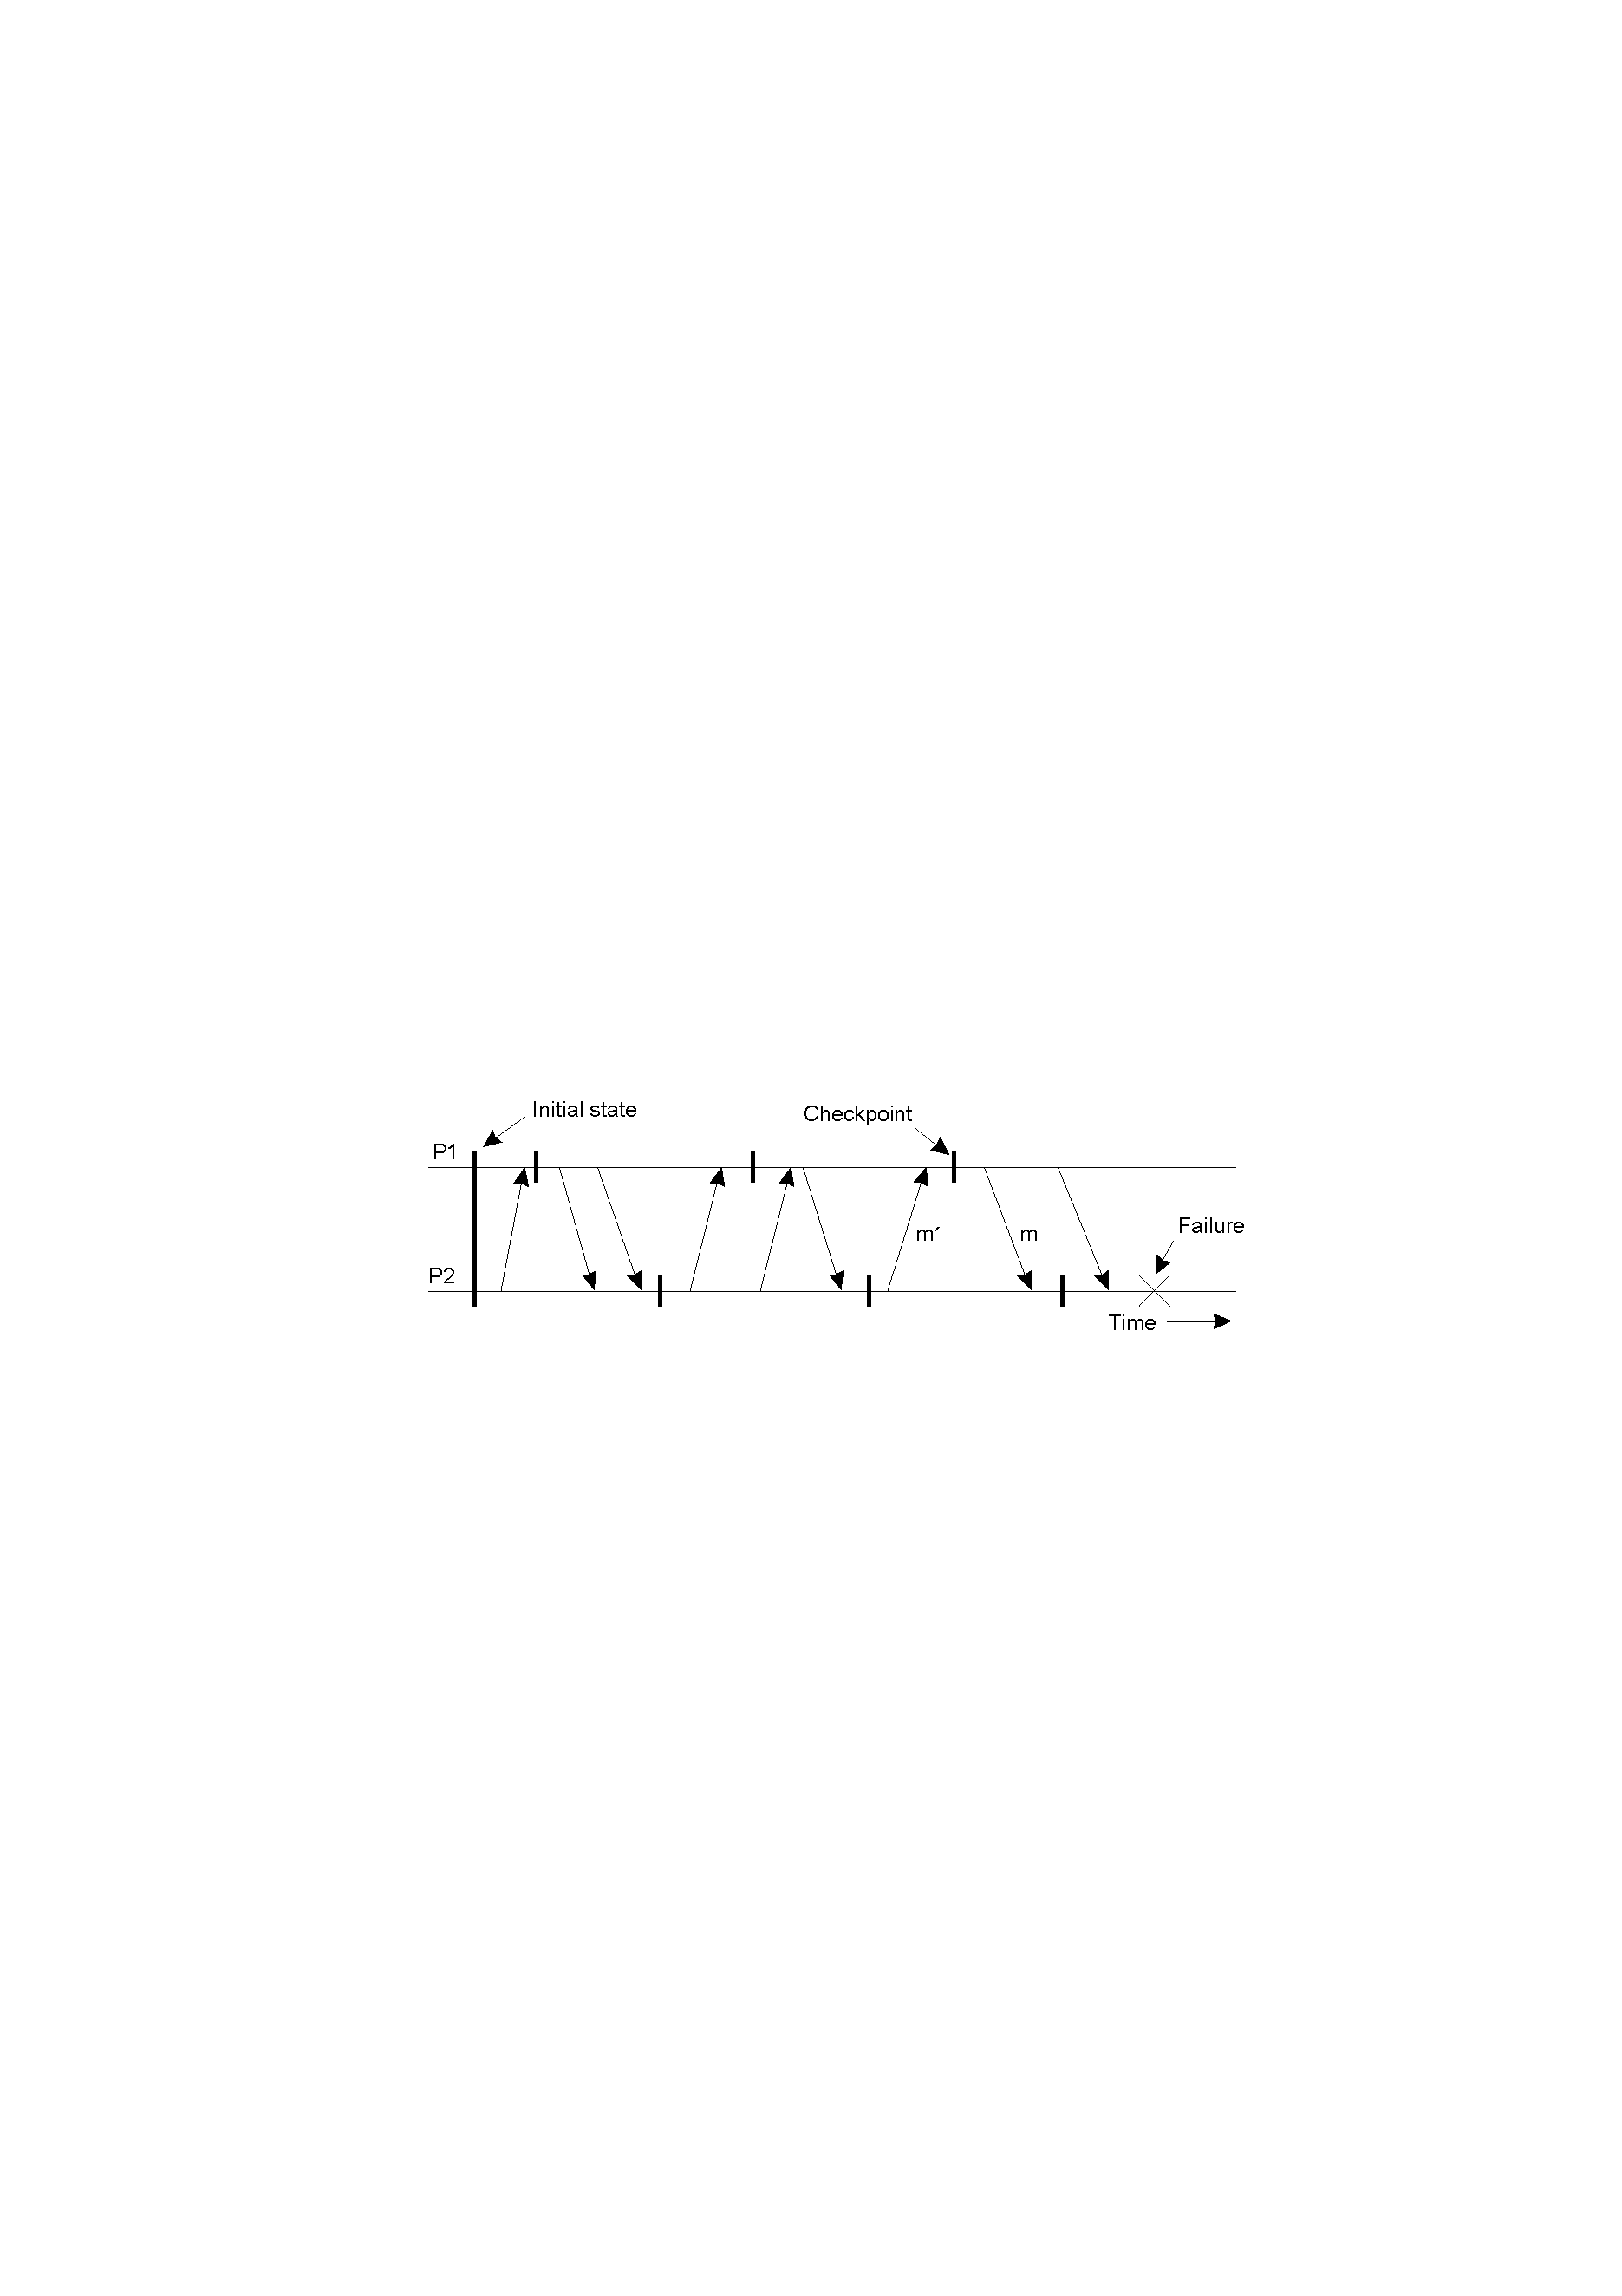 Initial state
Checkpoint
P1
m′
m
Failure
P2
Time